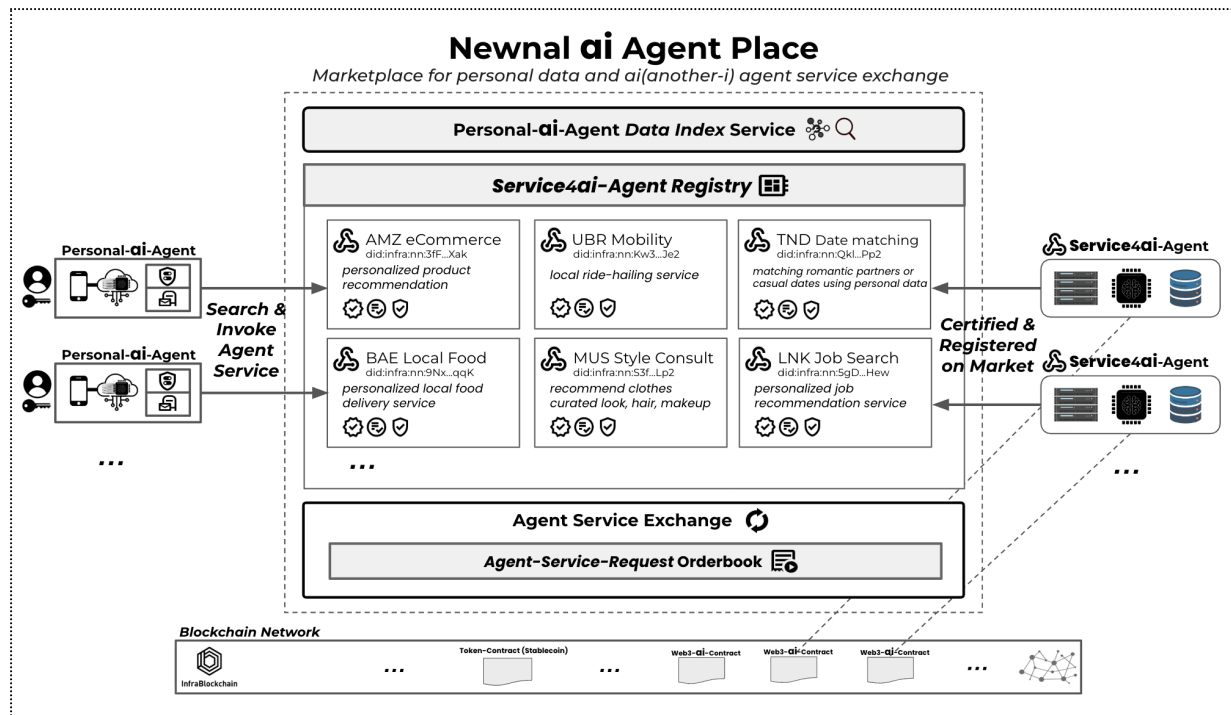 Newnal ai Agent Place
Marketplace for personal data and ai(another-i) agent service exchange
Personal-ai-Agent Data Index Service
Service4ai-Agent Registry
AMZ eCommerce
did:infra:nn:3fF...Xak
personalized product
recommendation
UBR Mobility
did:infra:nn:Kw3...Je2
local ride-hailing service
TND Date matching
did:infra:nn:Qkl...Pp2
matching romantic partners or
casual dates using personal data
BAE Local Food
did:infra:nn:9Nx...qqK
personalized local food
delivery service
MUS Style Consult
did:infra:nn:S3f...Lp2
recommend clothes
curated look, hair, makeup
LNK Job Search
did:infra:nn:5gD...Hew
personalized job
recommendation service
...
Personal-ai-Agent
Personal-ai-Agent
...
Search &
Invoke
Agent
Service
Service4ai-Agent
Service4ai-Agent
...
Certified &
Registered
on Market
Agent Service Exchange
Agent-Service-Request Orderbook
Blockchain Network
InfraBlockchain
...
Token-Contract (Stablecoin)
...
Web3-ai-Contract
Web3-ai-Contract
Web3-ai-Contract
...